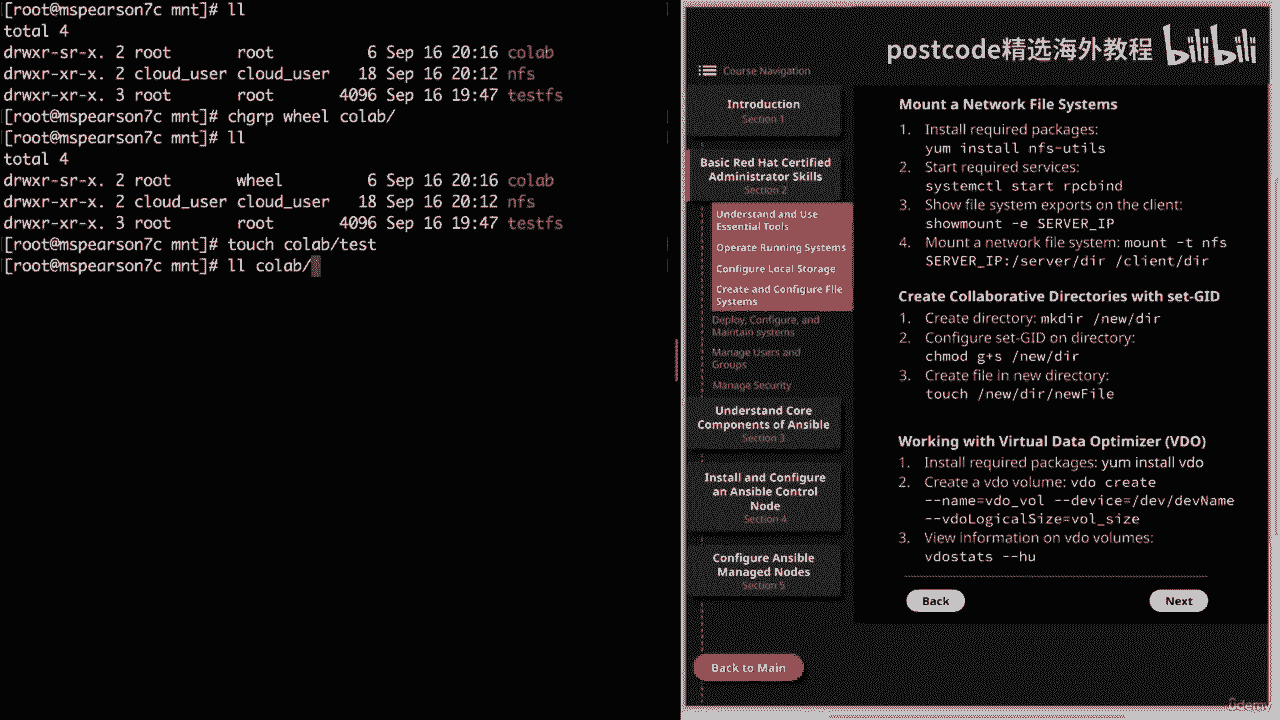 [root@mspearson7c mnt]# ll
total 4
drwxr-sr-x. 2 root       root          6 Sep 16 20:16 colab
drwxr-xr-x. 2 cloud_user cloud_user   18 Sep 16 20:12 nfs
drwxr-xr-x. 3 root       root       4096 Sep 16 19:47 testfs
[root@mspearson7c mnt]# chgrp wheel colab/
[root@mspearson7c mnt]# ll
total 4
drwxr-sr-x. 2 root       wheel         6 Sep 16 20:16 colab
drwxr-xr-x. 2 cloud_user cloud_user   18 Sep 16 20:12 nfs
drwxr-xr-x. 3 root       root       4096 Sep 16 19:47 testfs
[root@mspearson7c mnt]# touch colab/test
[root@mspearson7c mnt]# ll colab/
postcode精选海外教程 bilibili
Course Navigation
Introduction
Section 1
Basic Red Hat Certified
Administrator Skills
Section 2
Understand and Use
Essential Tools
Operate Running Systems
Configure Local Storage
Create and Configure File
Systems
Deploy, Configure, and
Maintain systems
Manage Users and
Groups
Manage Security
Understand Core
Components of Ansible
Section 3
Install and Configure
an Ansible Control
Node
Section 4
Configure Ansible
Managed Nodes
Section 5
Back to Main
Mount a Network File Systems
1. Install required packages:
yum install nfs-utils
2. Start required services:
systemctl start rpcbind
3. Show file system exports on the client:
showmount -e SERVER_IP
4. Mount a network file system: mount -t nfs
SERVER_IP:/server/dir /client/dir
Create Collaborative Directories with set-GID
1. Create directory: mkdir /new/dir
2. Configure set-GID on directory:
chmod g+s /new/dir
3. Create file in new directory:
touch /new/dir/newFile
Working with Virtual Data Optimizer (VDO)
1. Install required packages: yum install vdo
2. Create a vdo volume: vdo create
--name=vdo_vol --device=/dev/devName
--vdoLogicalSize=vol_size
3. View information on vdo volumes:
vdostats --hu
Back
Next
ûdemy